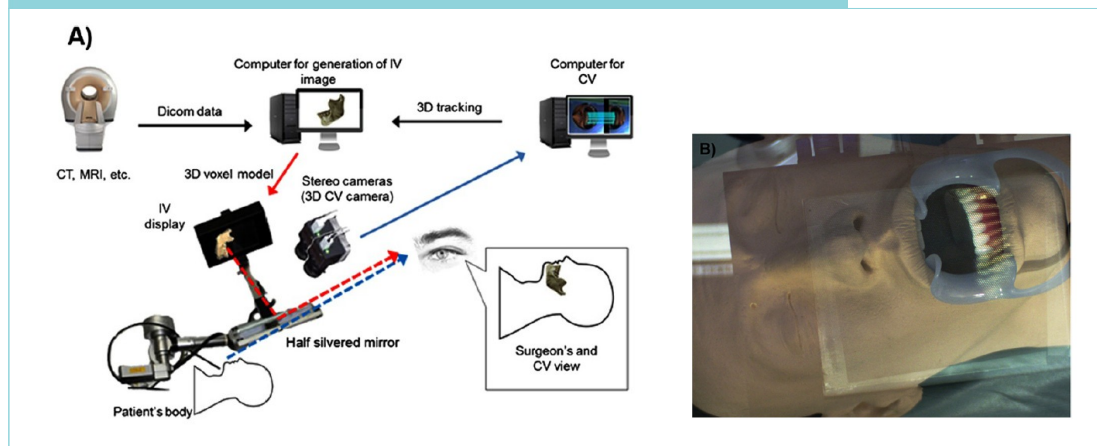 A)
Computer for generation of IV
image
Computer for
CV
Dicom data
3D tracking
CT, MRI, etc.
3D voxel model
Stereo cameras
(3D CV camera)
IV
display
Half silvered mirror
Surgeon's and
CV view
Patient's body
B)